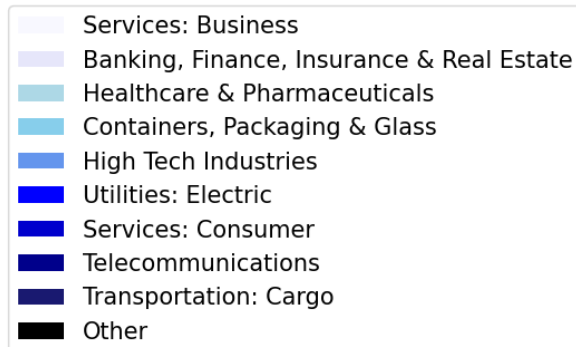 Services: Business
Banking, Finance, Insurance & Real Estate
Healthcare & Pharmaceuticals
Containers, Packaging & Glass
High Tech Industries
Utilities: Electric
Services: Consumer
Telecommunications
Transportation: Cargo
Other